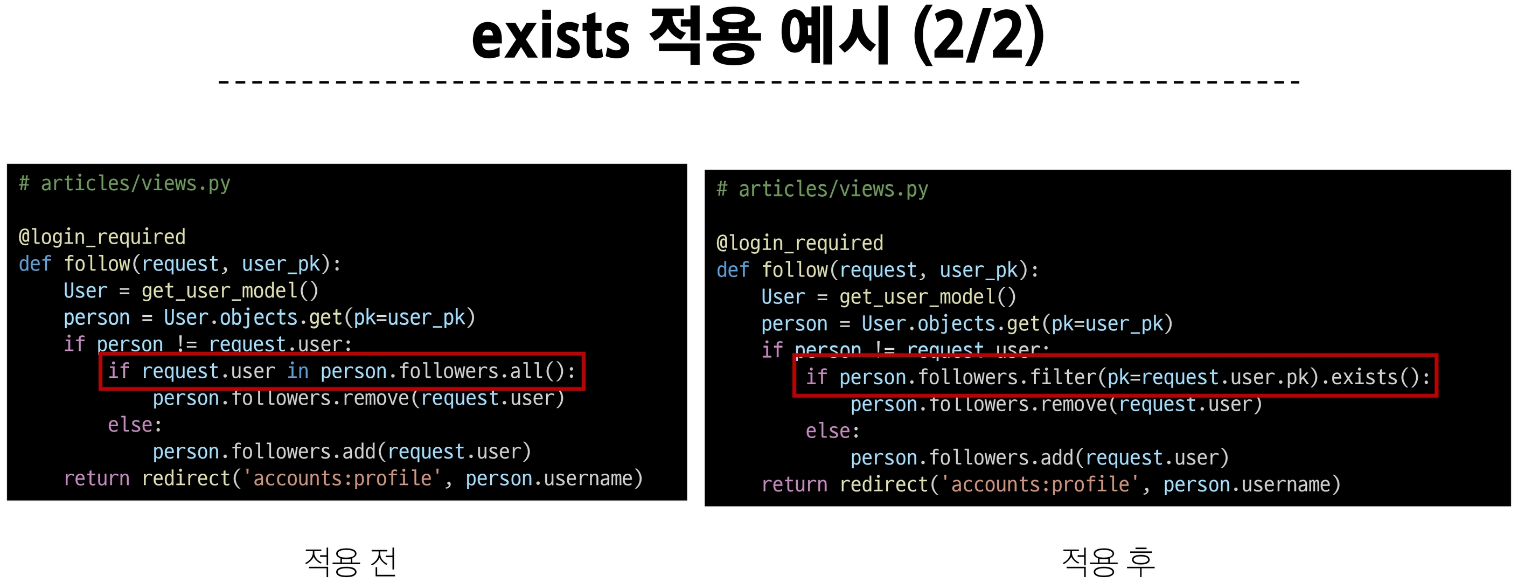 exists 적용 예시 (2/2)
# articles/views.py
@login_required
def follow(request, user_pk):
    User = get_user_model()
    person = User.objects.get(pk=user_pk)
    if person != request.user:
        if request.user in person.followers.all():
            person.followers.remove(request.user)
        else:
            person.followers.add(request.user)
    return redirect('accounts:profile', person.username)
적용 전
# articles/views.py
@login_required
def follow(request, user_pk):
    User = get_user_model()
    person = User.objects.get(pk=user_pk)
    if person != request.user:
        if person.followers.filter(pk=request.user.pk).exists():
            person.followers.remove(request.user)
        else:
            person.followers.add(request.user)
    return redirect('accounts:profile', person.username)
적용 후